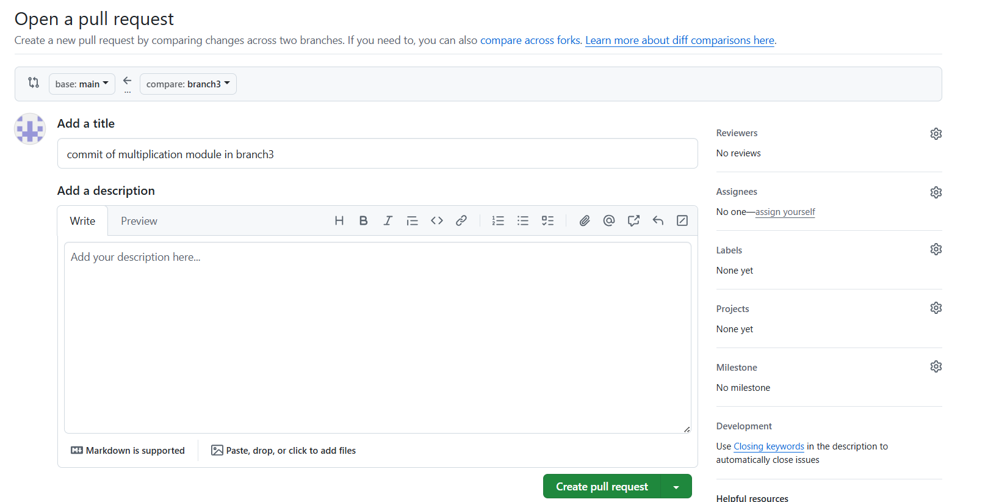 Open a pull request
Create a new pull request by comparing changes across two branches. If you need to, you can also compare across forks. Learn more about diff comparisons here.
base: main
compare: branch3
...
Add a title
commit of multiplication module in branch3
Add a description
Write
Preview
Add your description here...
Markdown is supported
Paste, drop, or click to add files
Create pull request
Reviewers
No reviews
Assignees
No one—assign yourself
Labels
None yet
Projects
None yet
Milestone
No milestone
Development
Use Closing keywords in the description to
automatically close issues
Helpful resources